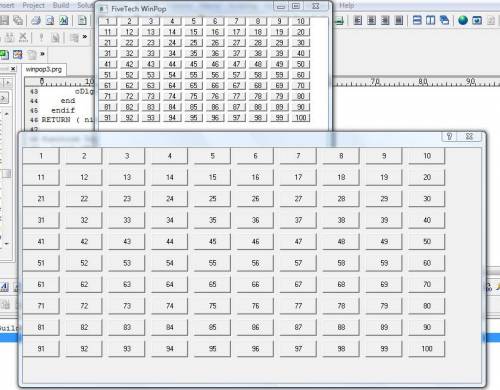 nsert Project Build Solut
Help
FiveTech WinPop
winpop3.prg
1 2 3 4 5 6 7 8 9 10
11 12 13 14 15 16 17 18 19 20
21 22 23 24 25 26 27 28 29 30
31 32 33 34 35 36 37 38 39 40
41 42 43 44 45 46 47 48 49 50
51 52 53 54 55 56 57 58 59 60
61 62 63 64 65 66 67 68 69 70
71 72 73 74 75 76 77 78 79 80
81 82 83 84 85 86 87 88 89 90
91 92 93 94 95 96 97 98 99 100
0 10
70 80 90
43 oDlg
44 end
45 endif
46 RETURN ( ni
47
1 2 3 4 5 6 7 8 9 10
11 12 13 14 15 16 17 18 19 20
21 22 23 24 25 26 27 28 29 30
31 32 33 34 35 36 37 38 39 40
41 42 43 44 45 46 47 48 49 50
51 52 53 54 55 56 57 58 59 60
61 62 63 64 65 66 67 68 69 70
71 72 73 74 75 76 77 78 79 80
81 82 83 84 85 86 87 88 89 90
91 92 93 94 95 96 97 98 99 100
Guild